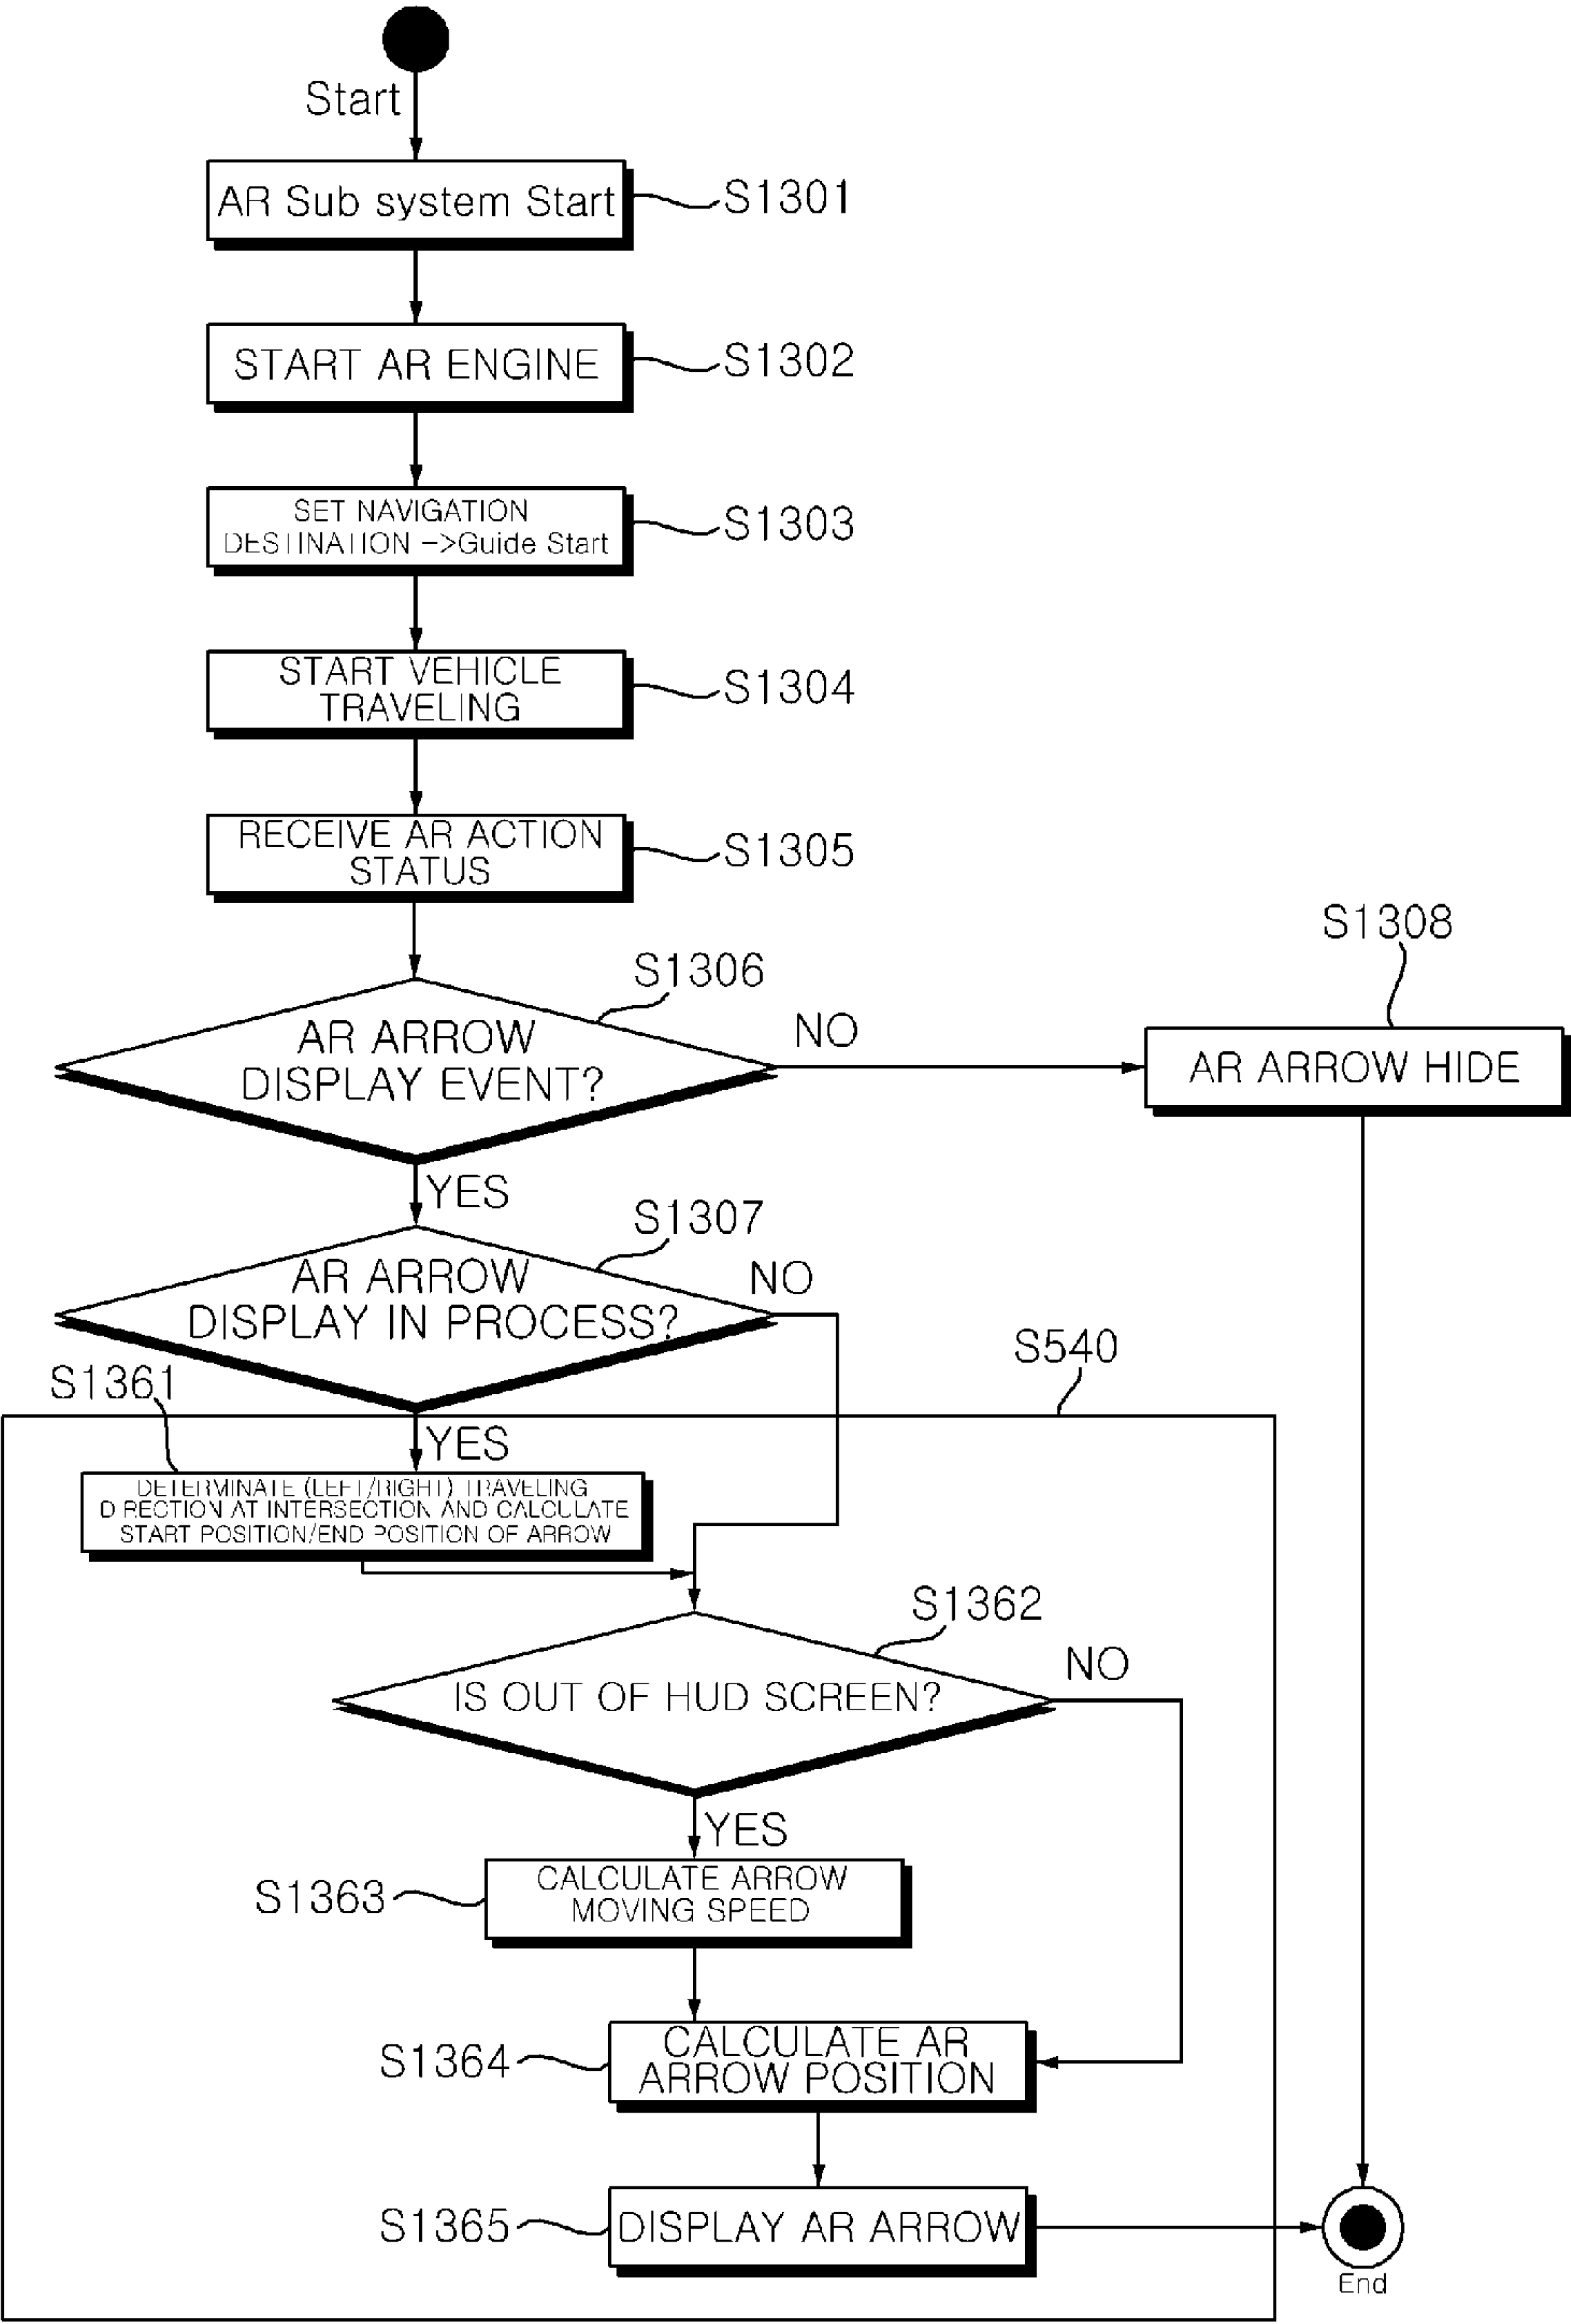 Start
AR Sub system Start
S1301
START AR ENGINE
S1302
SET NAVIGATION
DESTINATION ->Guide Start
S1303
START VEHICLE
TRAVELING
S1304
RECEIVE AR ACTION
STATUS
S1305
S1308
S1306
AR ARROW
DISPLAY EVENT?
NO
AR ARROW HIDE
YES
S1307
AR ARROW
DISPLAY IN PROCESS?
NO
S540
S1361
YES
DETERMINATE (LEFT/RIGHT) TRAVELING
DIRECTION AT INTERSECTION AND CALCULATE
START POSITION/END POSITION OF ARROW
S1362
IS OUT OF HUD SCREEN?
NO
YES
CALCULATE ARROW
MOVING SPEED
S1363
CALCULATE AR
ARROW POSITION
S1364
S1365
DISPLAY AR ARROW
End